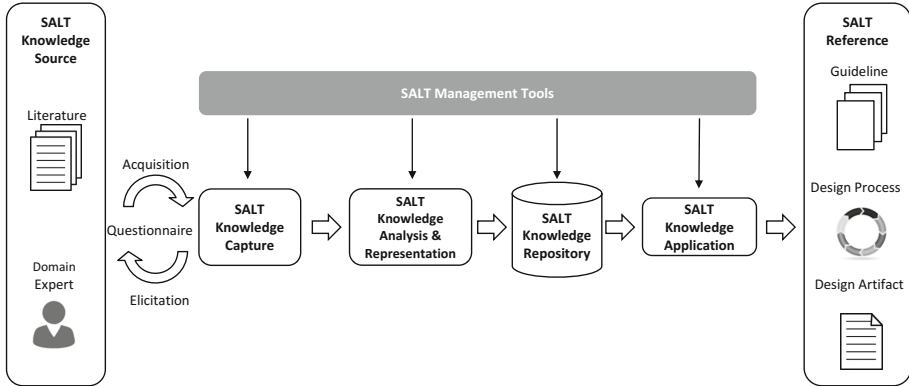 SALT
Knowledge
Source
Literature
Domain
Expert
Acquisition
Questionnaire
Elicitation
SALT Management Tools
SALT
Knowledge
Capture
SALT
Knowledge
Analysis &
Representation
SALT
Knowledge
Repository
SALT
Knowledge
Application
SALT
Reference
Guideline
Design Process
Design Artifact